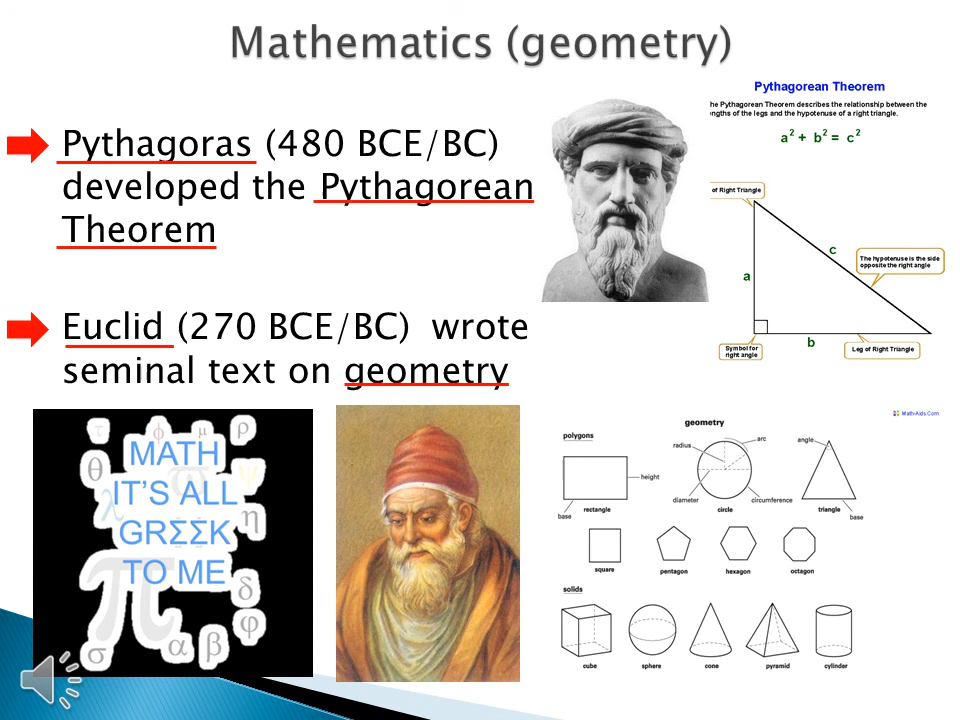 Mathematics (geometry)
Pythagoras (480 BCE/BC)
developed the Pythagorean
Theorem
Euclid (270 BCE/BC) wrote
seminal text on geometry
Pythagorean Theorem
he Pythagorean Theorem describes the relationship between the
engths of the legs and the hypotenuse of a right triangle.
a² + b² = c²
of Right Triangle
c
The hypotenuse is the side
opposite the right angle
a
b
Symbol for
right angle
Leg of Right Triangle
Math-Aids.Com
τ ϕ μ ρ
MATH
θ
IT'S ALL
λ
ψ
GRΣΣK
η
TO ME
π
δ
φ
σ α β
geometry
polygons
radius
arc
angle
height
diameter
circumference
base
base
rectangle
circle
triangle
square
pentagon
hexagon
octagon
solids
cube
sphere
cone
pyramid
cylinder